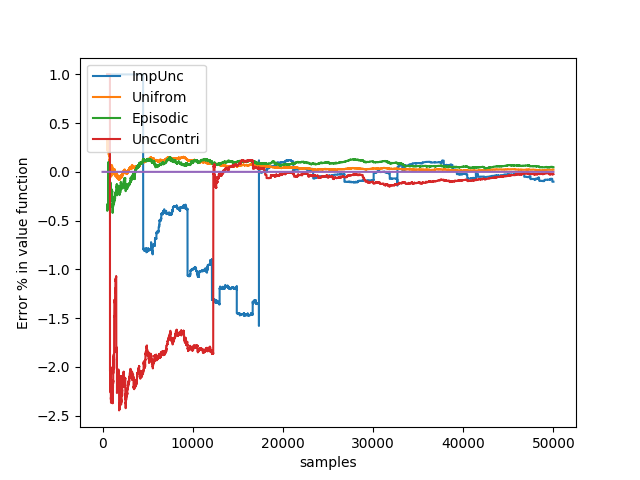 1.0
0.5
0.0
−0.5
−1.0
−1.5
−2.0
−2.5
Error % in value function
ImpUnc
Unifrom
Episodic
UncContri
0 10000 20000 30000 40000 50000
samples